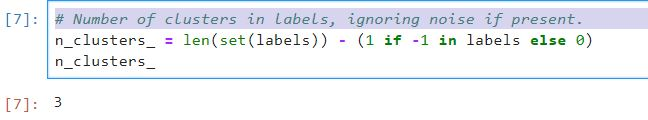 [7]: # Number of clusters in labels, ignoring noise if present.
n_clusters_ = len(set(labels)) - (1 if -1 in labels else 0)
n_clusters_
[7]: 3